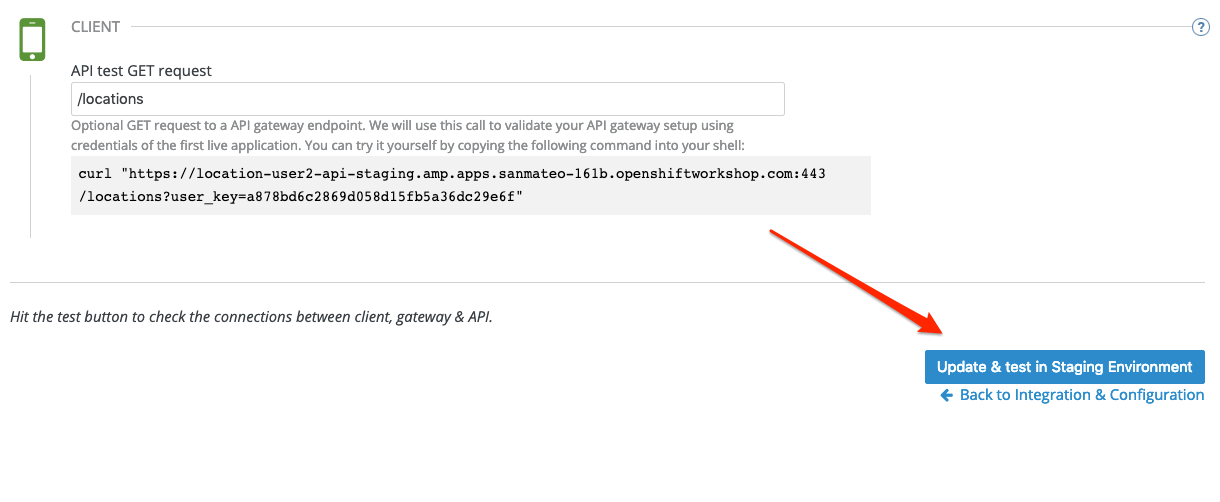 CLIENT
?
API test GET request
/locations
Optional GET request to a API gateway endpoint. We will use this call to validate your API gateway setup using
credentials of the first live application. You can try it yourself by copying the following command into your shell:
curl "https://location-user2-api-staging.amp.apps.sanmateo-161b.openshiftworkshop.com:443
/locations?user_key=a878bd6c2869d058d15fb5a36dc29e6f"
Hit the test button to check the connections between client, gateway & API.
Update & test in Staging Environment
Back to Integration & Configuration